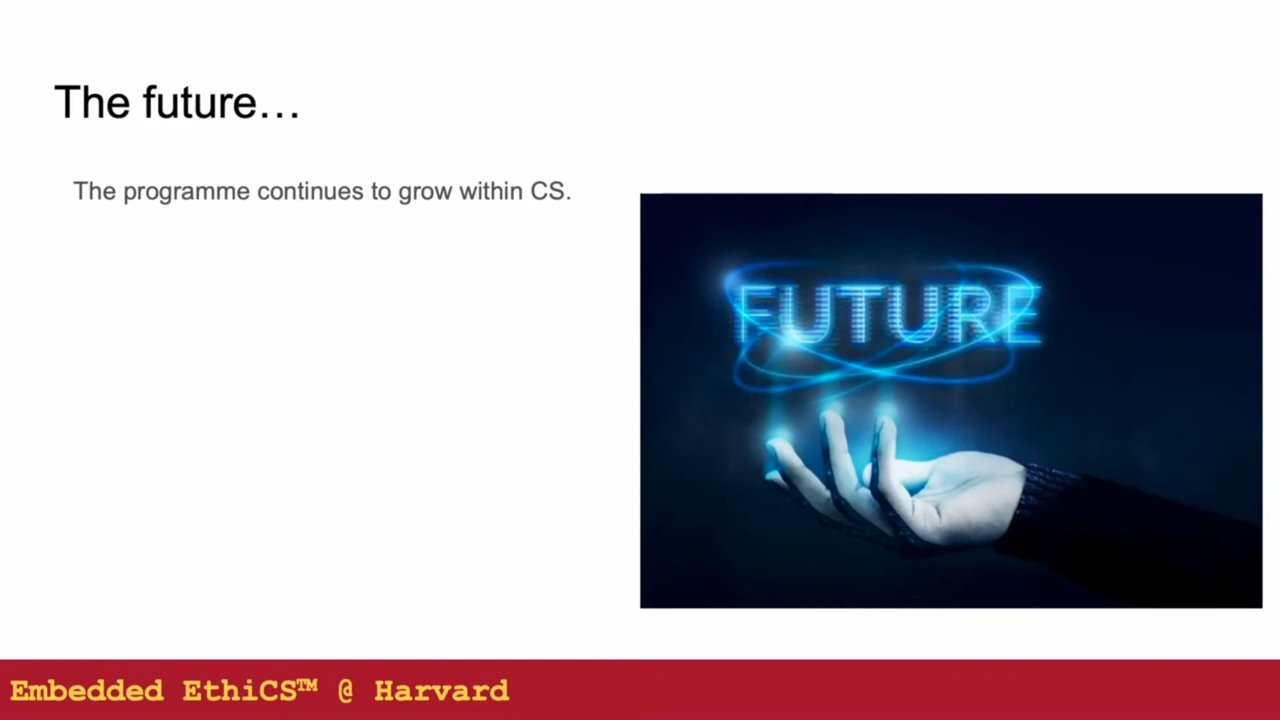 The future…
The programme continues to grow within CS.
FUTURE
Embedded EthiCS™ @ Harvard